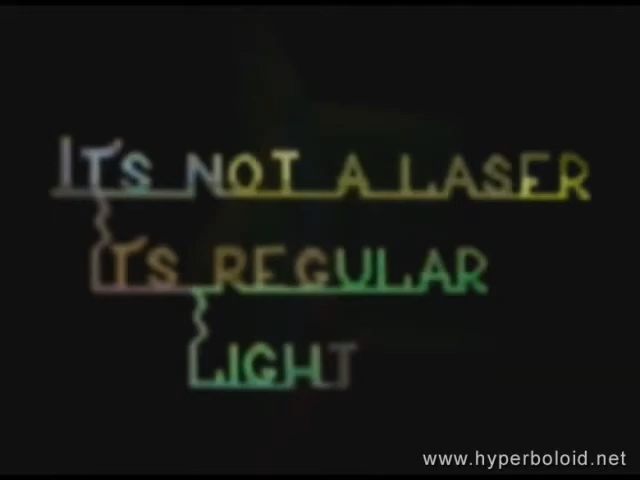 IT'S NOT A LASER
IT'S REGULAR
LIGHT
www.hyperboloid.net